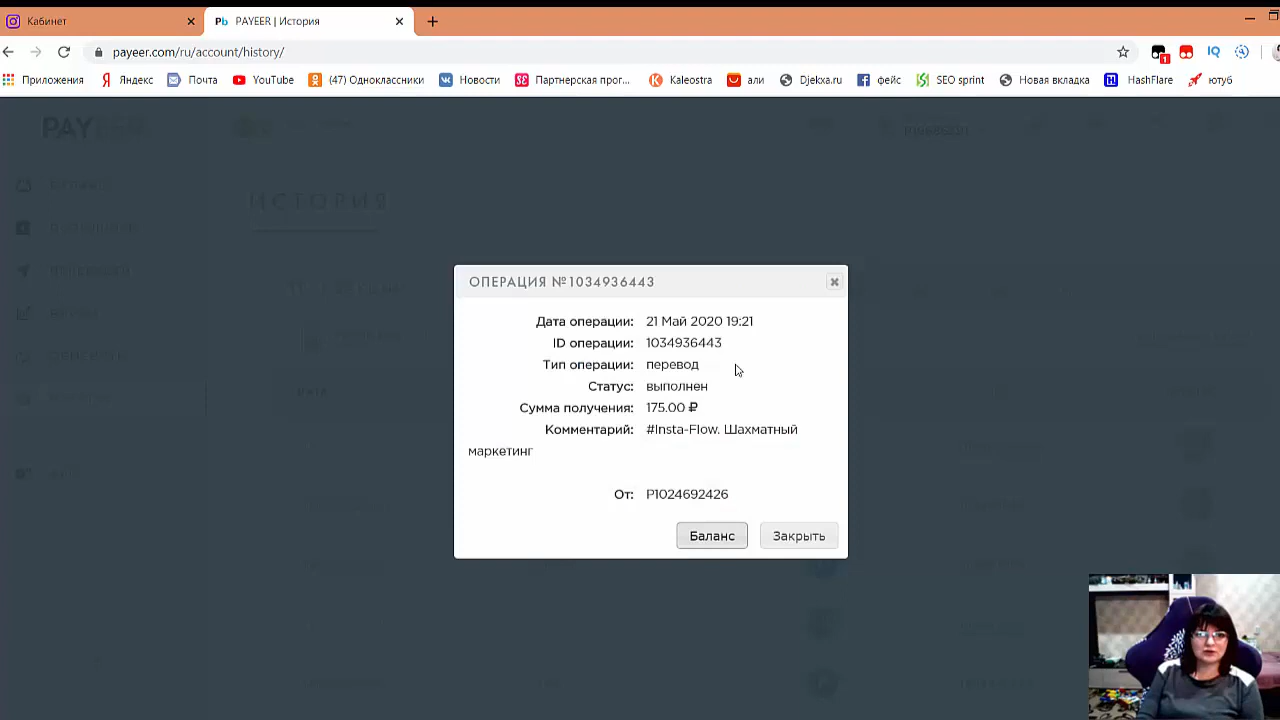 Кабинет
Pb PAYEER | История
payeer.com/ru/account/history/
Приложения Яндекс Почта YouTube (47) Одноклассники Новости Партнерская прог... Kaleostra али Djekxa.ru фейс SEO sprint Новая вкладка HashFlare ютуб
PAYEER
ИСТОРИЯ
ОПЕРАЦИЯ №1034936443
Дата операции: 21 Май 2020 19:21
ID операции: 1034936443
Тип операции: перевод
Статус: выполнен
Сумма получения: 175.00 ₽
Комментарий: #Insta-Flow. Шахматный
маркетинг
От: P1024692426
Баланс Закрыть